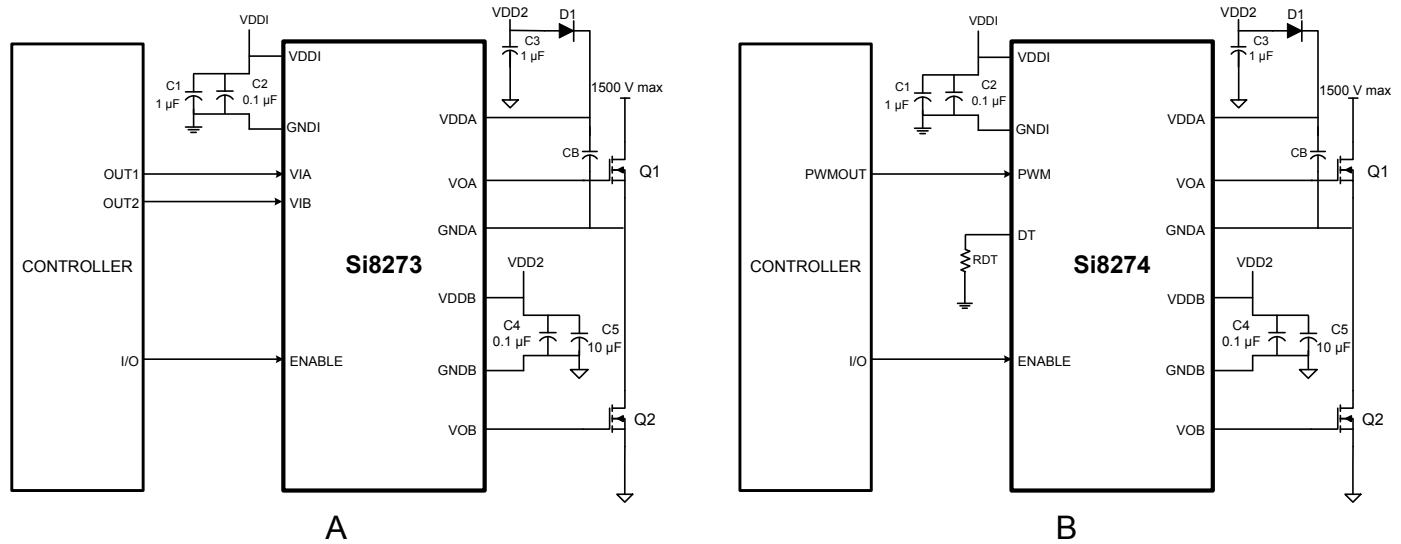 VDDI
VDD2
D1
C3
1 µF
VDDI
C1
1 µF
C2
0.1 µF
GNDI
1500 V max
VDDA
CB
OUT1
VIA
VOA
Q1
OUT2
VIB
GNDA
CONTROLLER
Si8273
VDD2
VDDB
C4
0.1 µF
C5
10 µF
I/O
ENABLE
GNDB
VOB
Q2
A
VDDI
VDD2
D1
C3
1 µF
VDDI
C1
1 µF
C2
0.1 µF
GNDI
1500 V max
VDDA
CB
PWMOUT
PWM
VOA
Q1
GNDA
DT
RDT
CONTROLLER
Si8274
VDD2
VDDB
C4
0.1 µF
C5
10 µF
I/O
ENABLE
GNDB
VOB
Q2
B